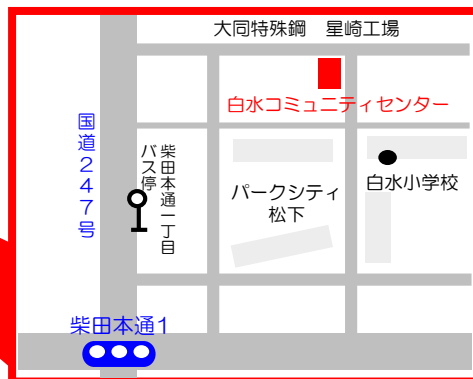 大同特殊鋼　星崎工場
白水コミュニティセンター
国道247号
柴田本通一丁目
バス停
パークシティ
松下
白水小学校
柴田本通1